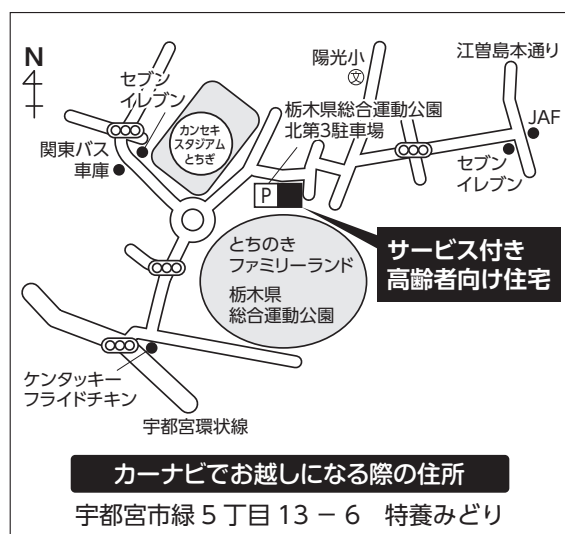 N
セブン
イレブン
関東バス
車庫
カンセキ
スタジアム
とちぎ
陽光小
文
江曽島本通り
栃木県総合運動公園
北第3駐車場
JAF
セブン
イレブン
P
とちのき
ファミリーランド
栃木県
総合運動公園
サービス付き
高齢者向け住宅
ケンタッキー
フライドチキン
宇都宮環状線
カーナビでお越しになる際の住所
宇都宮市緑5丁目13－6　特養みどり